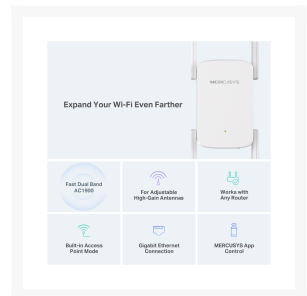 MERCUSYS
Expand Your Wi-Fi Even Farther
Fast Dual Band
AC1900
For Adjustable
High-Gain Antennas
Works with
Any Router
Built-in Access
Point Mode
Gigabit Ethernet
Connection
MERCUSYS App
Control